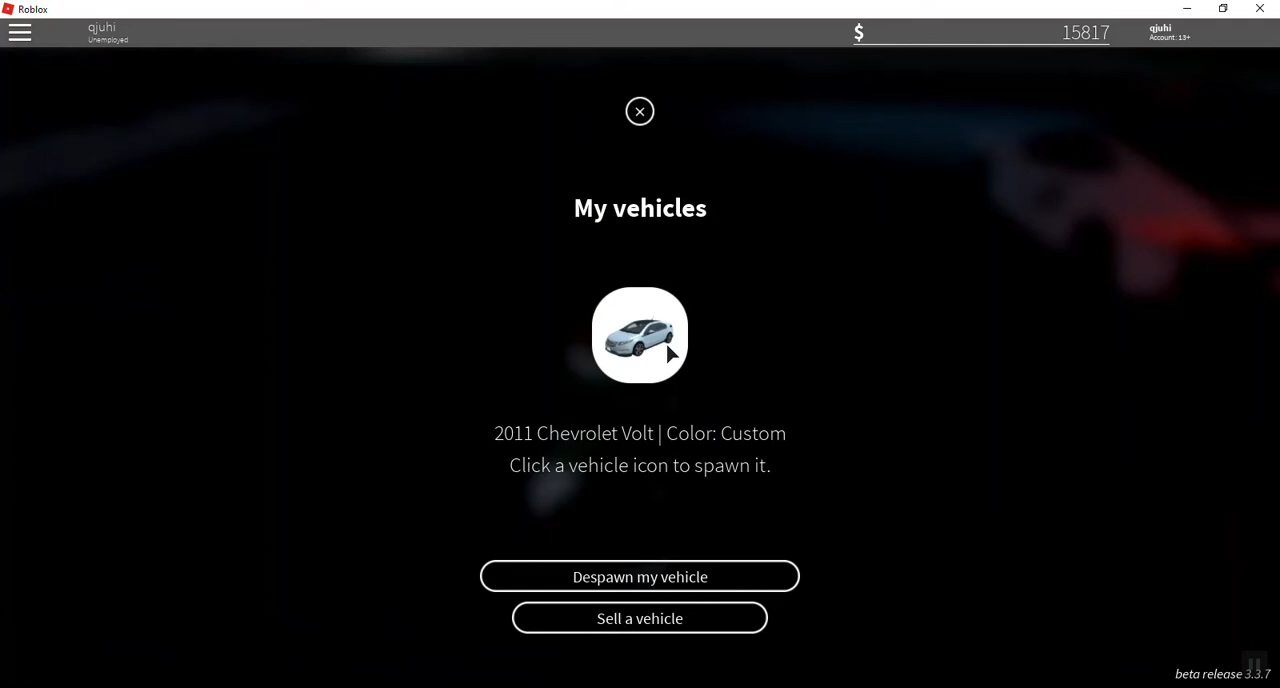 Roblox
qjuhi
Unemployed
$ 15817
qjuhi
Account: 13+
My vehicles
2011 Chevrolet Volt | Color: Custom
Click a vehicle icon to spawn it.
Despawn my vehicle
Sell a vehicle
beta release 3.3.7